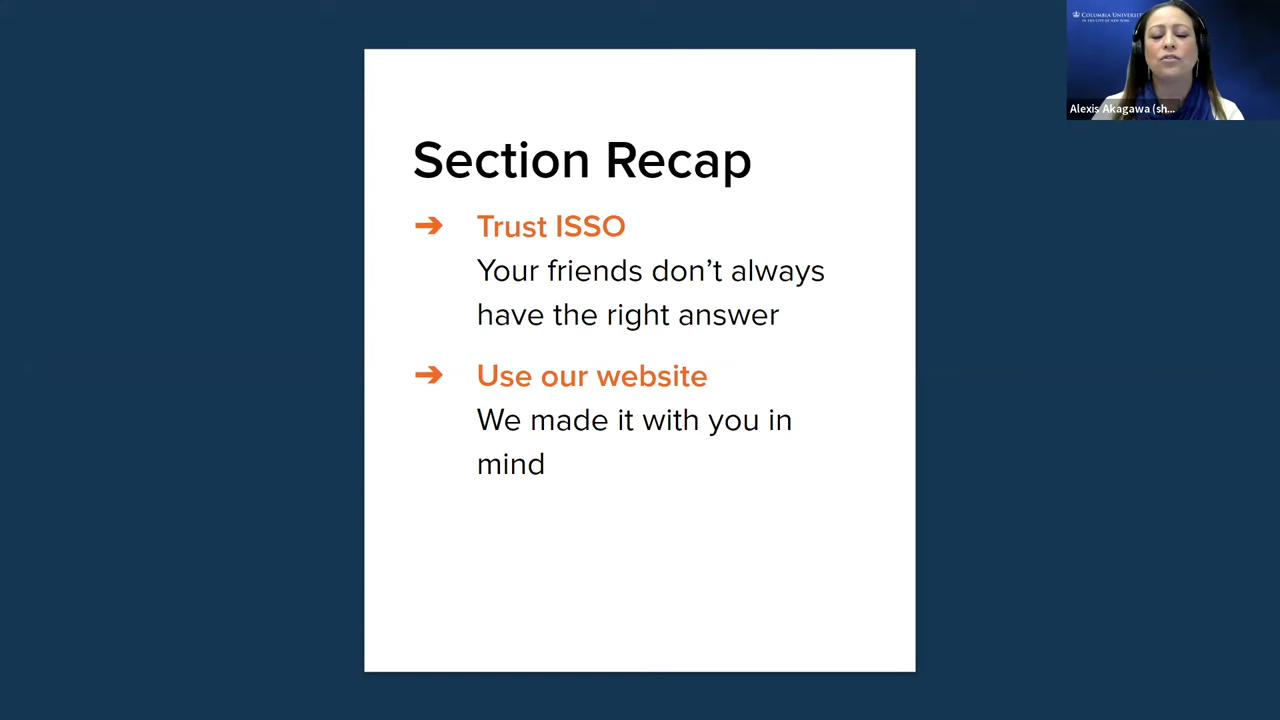 Section Recap
➔ Trust ISSO
Your friends don’t always
have the right answer
➔ Use our website
We made it with you in
mind
COLUMBIA UNIVERSITY
IN THE CITY OF NEW YORK
Alexis Akagawa (sh...